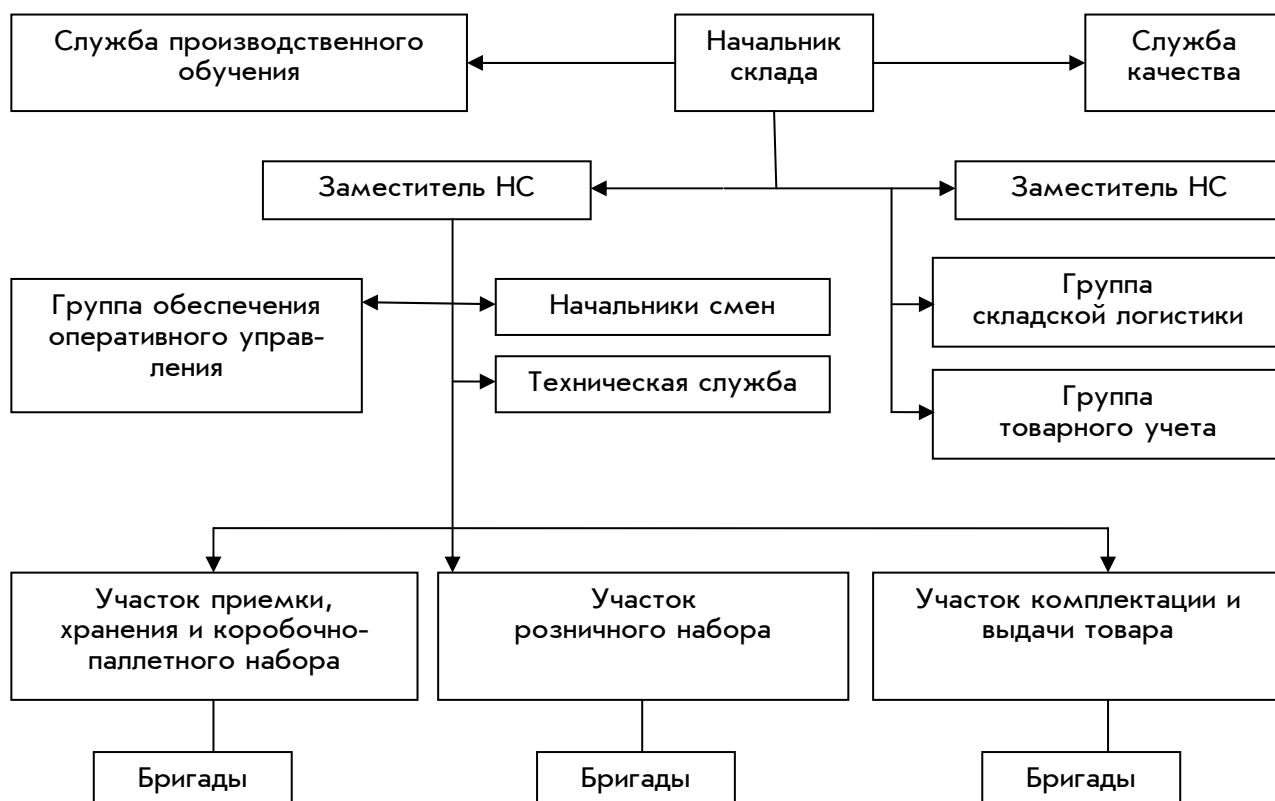 Служба производственного
обучения
Начальник
склада
Служба
качества
Заместитель НС
Заместитель НС
Группа обеспечения
оперативного управ-
ления
Начальники смен
Группа
складской логистики
Техническая служба
Группа
товарного учета
Участок приемки,
хранения и коробочно-
паллетного набора
Участок
розничного набора
Участок комплектации и
выдачи товара
Бригады
Бригады
Бригады